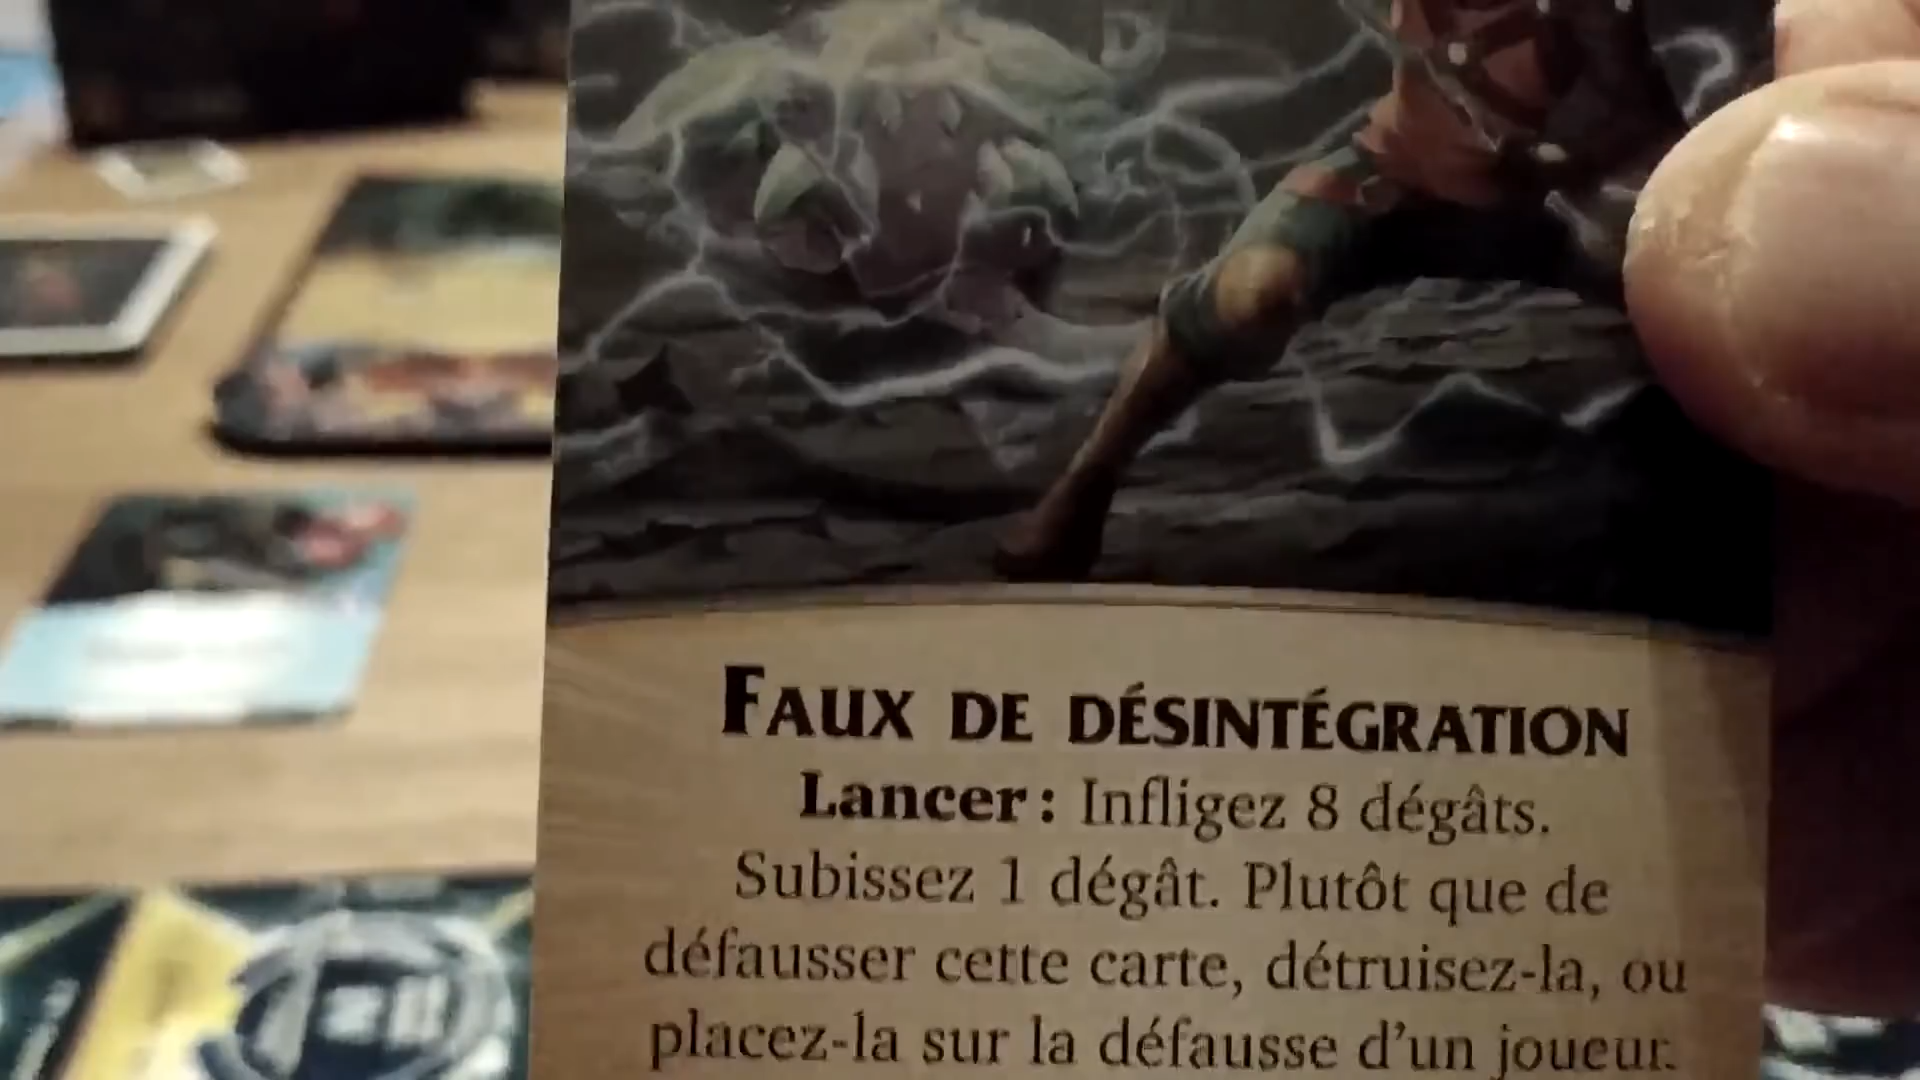 FAUX DE DÉSINTÉGRATION
Lancer : Infligez 8 dégâts.
Subissez 1 dégât. Plutôt que de
défausser cette carte, détruisez-la, ou
placez-la sur la défausse d'un joueur.